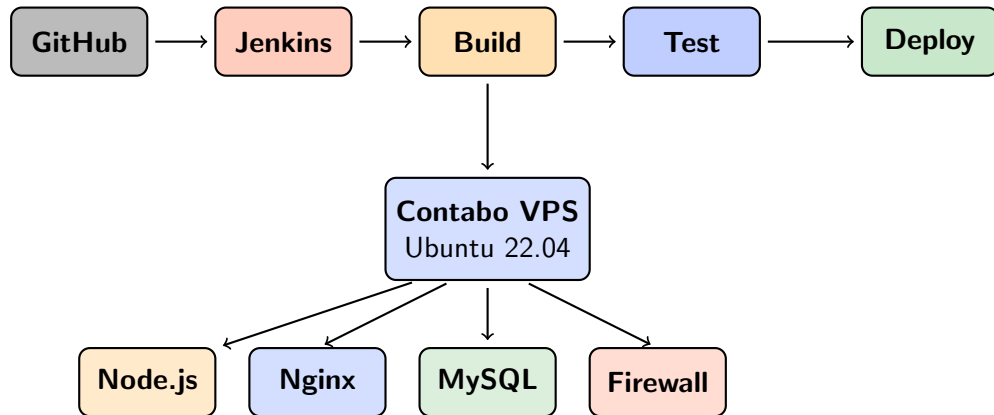 GitHub
Jenkins
Build
Test
Deploy
Contabo VPS
Ubuntu 22.04
Node.js
Nginx
MySQL
Firewall